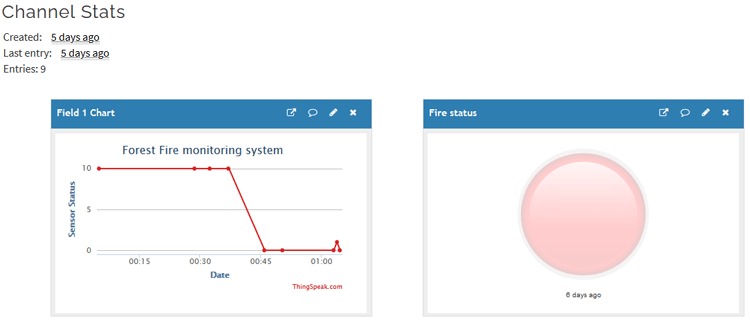 Channel Stats
Created: 5 days ago
Last entry: 5 days ago
Entries: 9
Field 1 Chart
Forest Fire monitoring system
Sensor Status
10
5
0
00:15 00:30 00:45 01:00
Date
ThingSpeak.com
Fire status
6 days ago